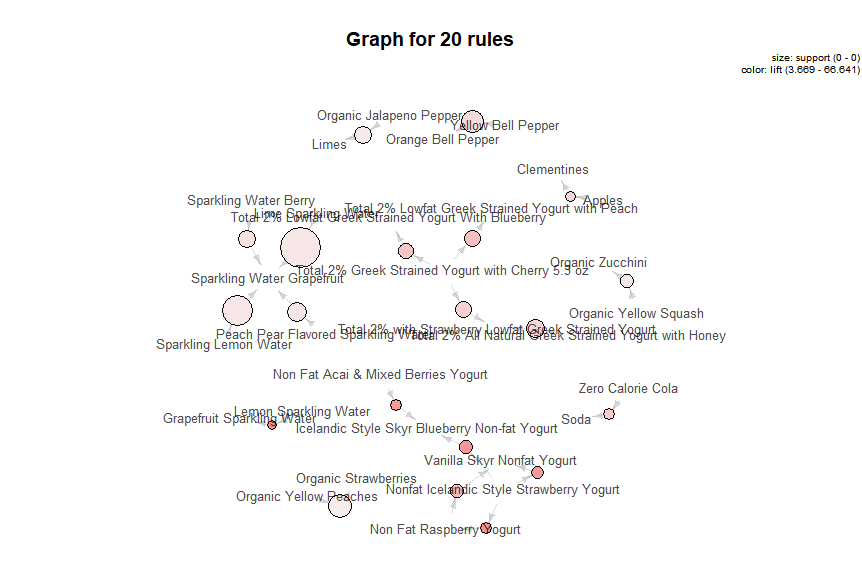 Graph for 20 rules
size: support (0 - 0)
color: lift (3.669 - 66.641)
Organic Jalapeno Pepper
Yellow Bell Pepper
Orange Bell Pepper
Limes
Clementines
Apples
Sparkling Water Berry
Total 2% Lowfat Greek Strained Yogurt with Peach
Lime Sparkling Water
Total 2% Lowfat Greek Strained Yogurt With Blueberry
Organic Zucchini
Total 2% Greek Strained Yogurt with Cherry 5.3 oz
Sparkling Water Grapefruit
Organic Yellow Squash
Total 2% with Strawberry Lowfat Greek Strained Yogurt
Peach Pear Flavored Sparkling Water
Total 2% All Natural Greek Strained Yogurt with Honey
Sparkling Lemon Water
Non Fat Acai & Mixed Berries Yogurt
Zero Calorie Cola
Lemon Sparkling Water
Grapefruit Sparkling Water
Soda
Icelandic Style Skyr Blueberry Non-fat Yogurt
Vanilla Skyr Nonfat Yogurt
Organic Strawberries
Nonfat Icelandic Style Strawberry Yogurt
Organic Yellow Peaches
Non Fat Raspberry Yogurt